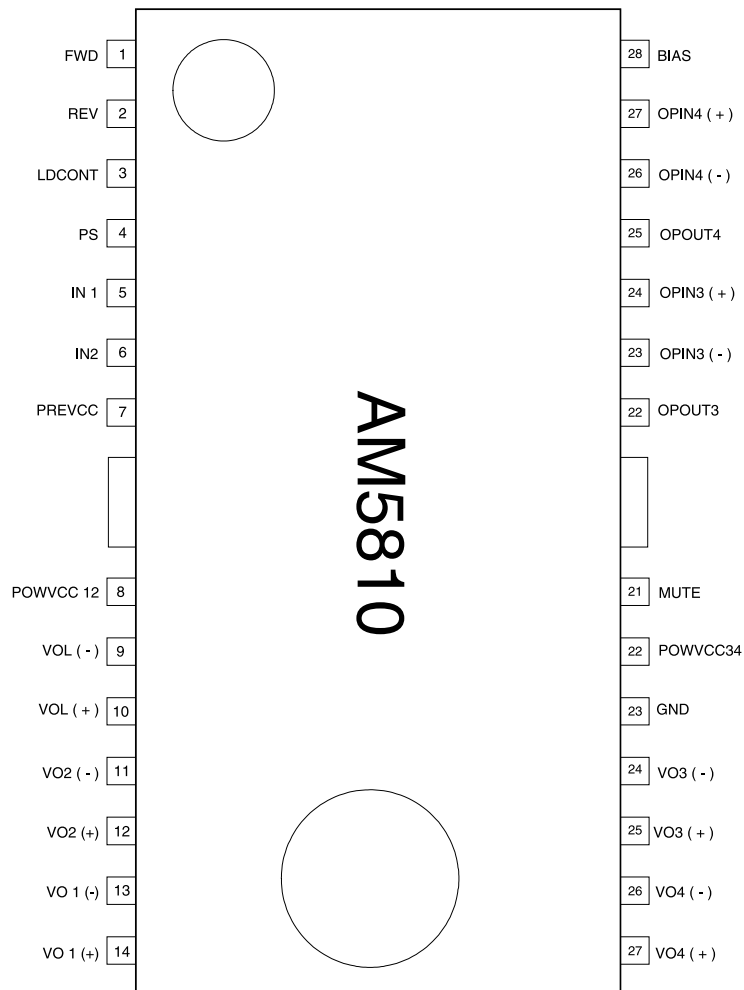 FWD 1 28 BIAS
REV 2 27 OPIN4 ( + )
LDCONT 3 26 OPIN4 ( - )
PS 4 25 OPOUT4
IN 1 5 24 OPIN3 ( + )
IN2 6 23 OPIN3 ( - )
PREVCC 7 22 OPOUT3
AM5810
POWVCC 12 8 21 MUTE
VOL ( - ) 9 22 POWVCC34
VOL ( + ) 10 23 GND
VO2 ( - ) 11 24 VO3 ( - )
VO2 (+) 12 25 VO3 ( + )
VO 1 (-) 13 26 VO4 ( - )
VO 1 (+) 14 27 VO4 ( + )